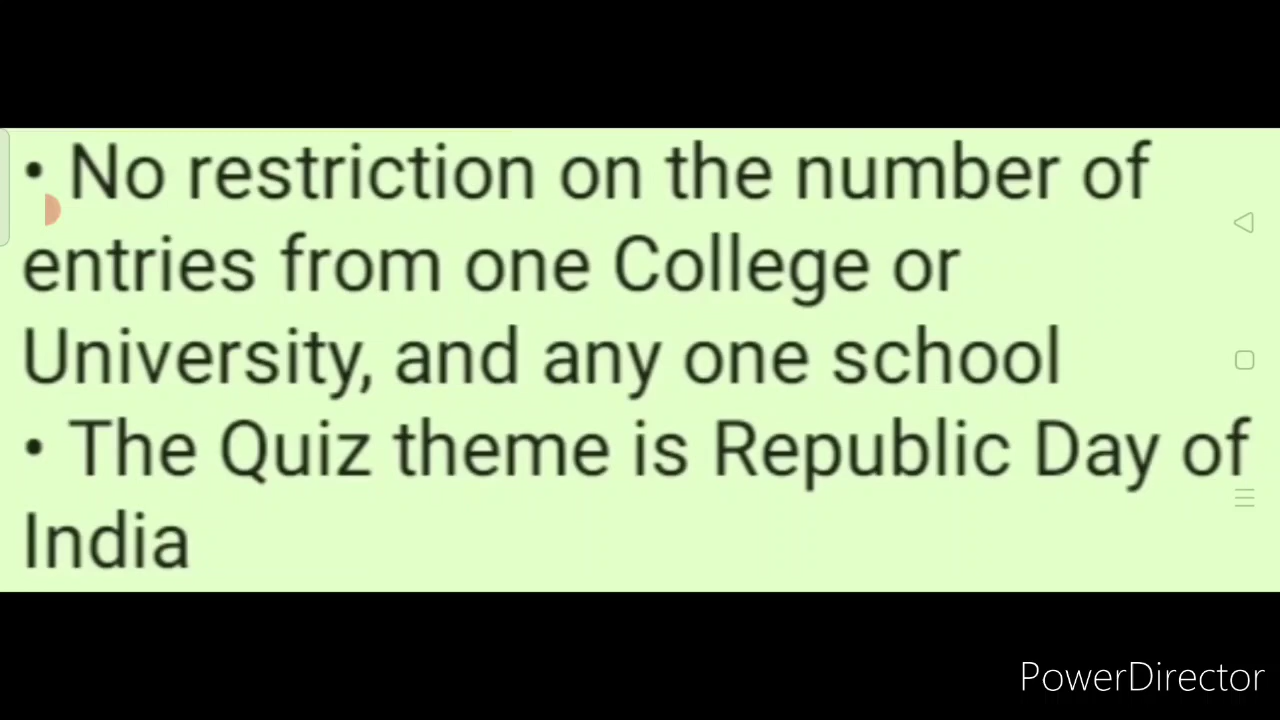 • No restriction on the number of
entries from one College or
University, and any one school
• The Quiz theme is Republic Day of
India
PowerDirector